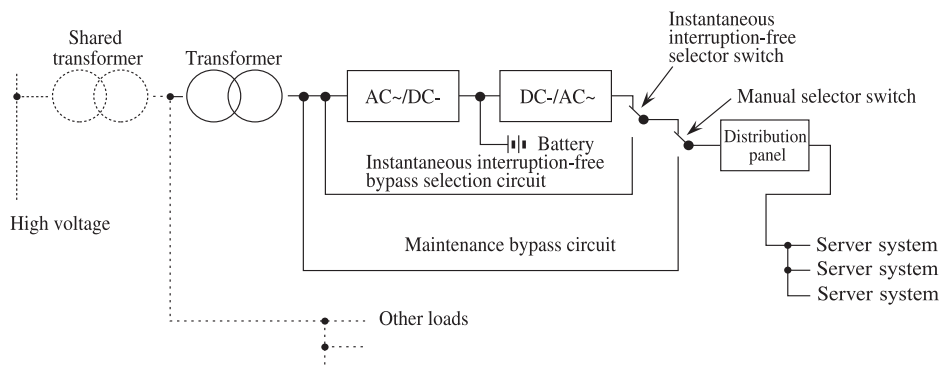 Instantaneous
interruption-free
selector switch
Shared
transformer
Transformer
AC~/DC-
DC-/AC~
Manual selector switch
Battery
Distribution
panel
Instantaneous interruption-free
bypass selection circuit
High voltage
Maintenance bypass circuit
Server system
Server system
Server system
Other loads